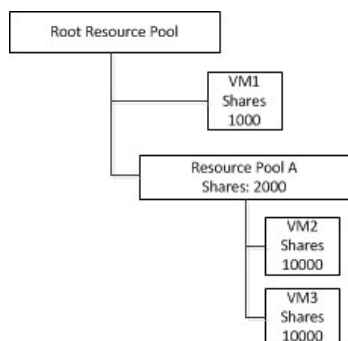 Root Resource Pool
VM1
Shares
1000
Resource Pool A
Shares: 2000
VM2
Shares
10000
VM3
Shares
10000